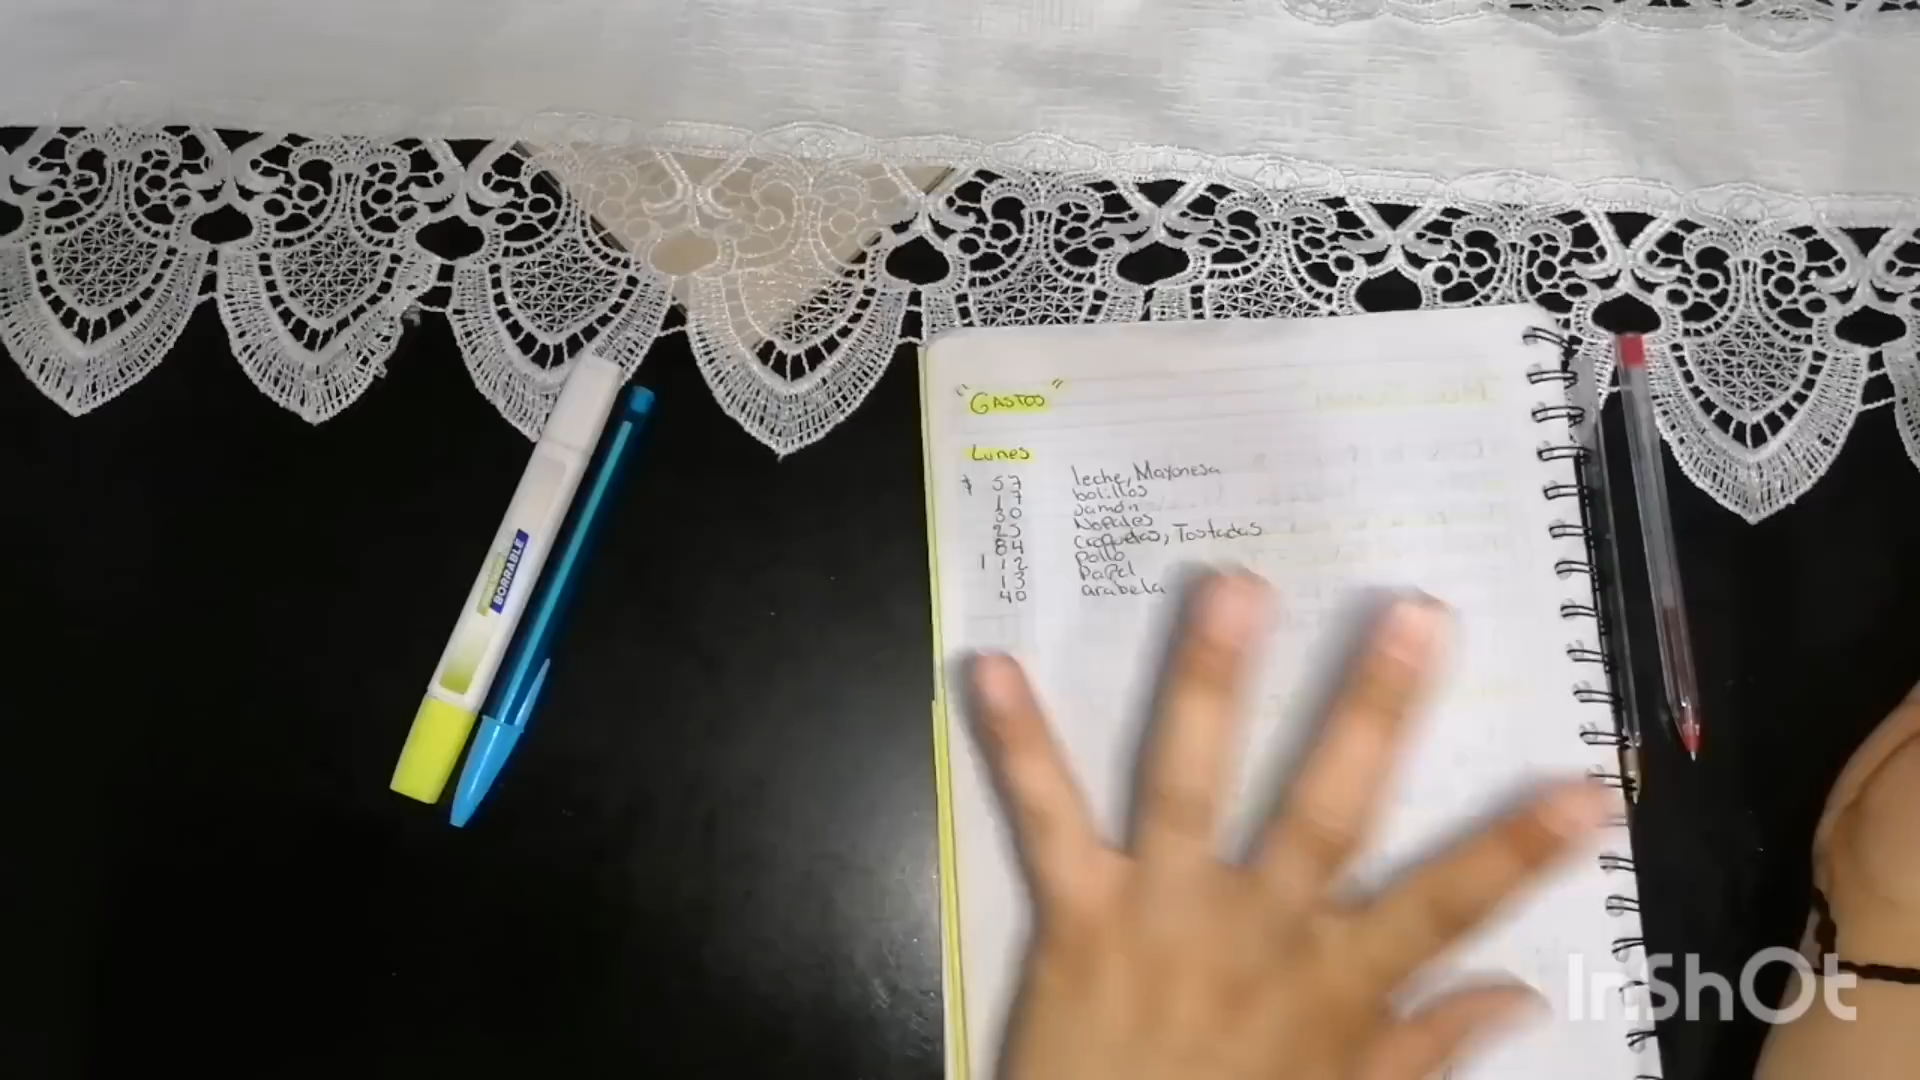 "GASTOS"
Lunes
$ 57 leche, Mayonesa
17 bolillos
30 Jamón
25 Nopales
84 Croquetas, Tostadas
112 Pollo
13 Papel
40 arabela
BORRABLE
InShOt